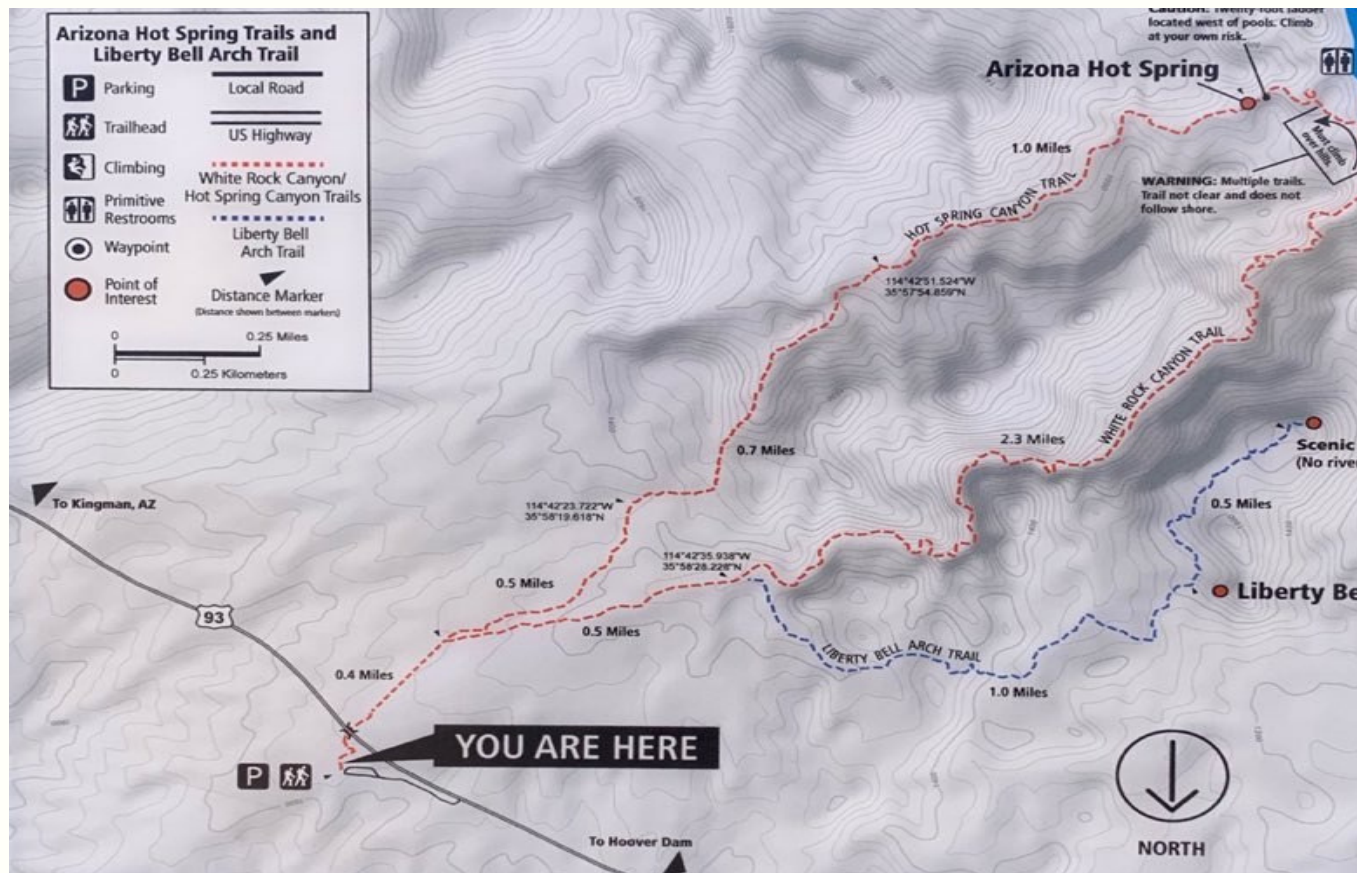 Arizona Hot Spring Trails and
Liberty Bell Arch Trail
P Parking
Local Road
Trailhead
US Highway
Climbing
White Rock Canyon/
Hot Spring Canyon Trails
Primitive
Restrooms
Liberty Bell
Arch Trail
Waypoint
Point of
Interest
Distance Marker
(Distance shown between markers)
0 0.25 Miles
0 0.25 Kilometers
Caution: Twenty foot ladder
located west of pools. Climb
at your own risk.
Arizona Hot Spring
Must climb
over hills.
1.0 Miles
WARNING: Multiple trails.
Trail not clear and does not
follow shore.
HOT SPRING CANYON TRAIL
114°42'51.524"W
35°57'54.859"N
WHITE ROCK CANYON TRAIL
0.7 Miles
2.3 Miles
Scenic
(No rive
0.5 Miles
To Kingman, AZ
114°42'23.722"W
35°58'19.618"N
114°42'35.938"W
35°58'28.228"N
0.5 Miles
93
Liberty Be
0.5 Miles
LIBERTY BELL ARCH TRAIL
0.4 Miles
1.0 Miles
YOU ARE HERE
P
To Hoover Dam
NORTH